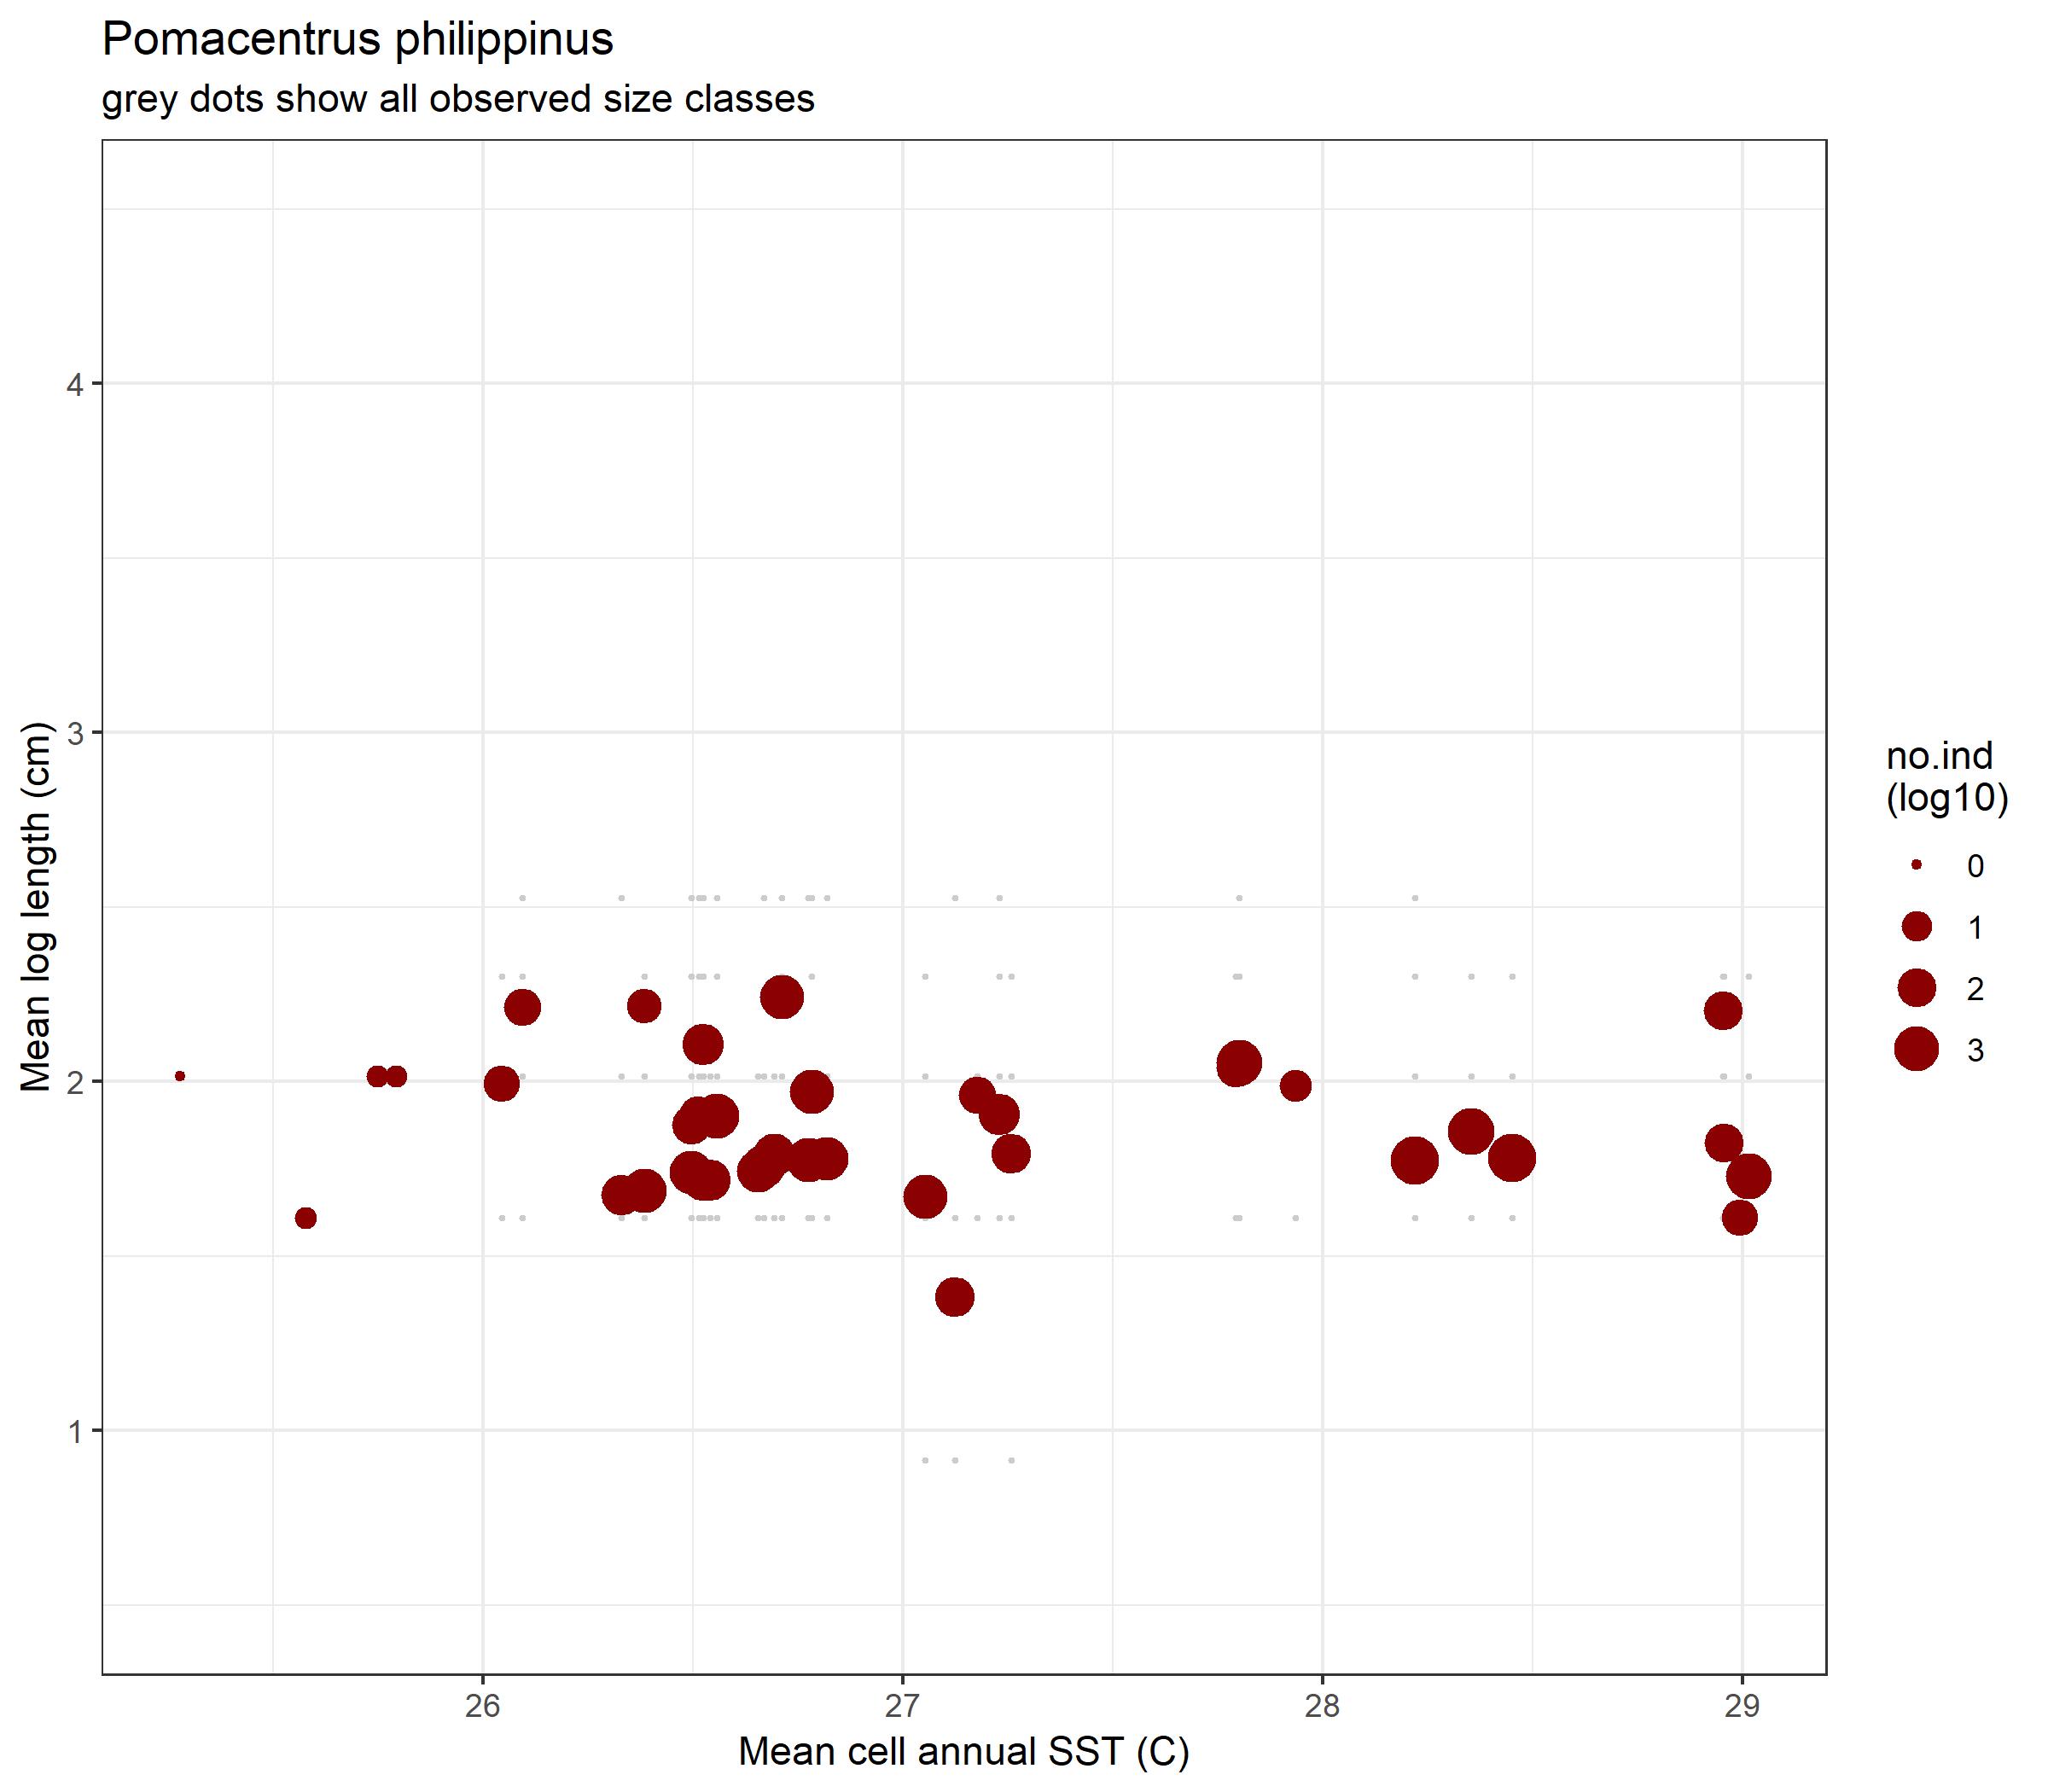 Pomacentrus philippinus
grey dots show all observed size classes
Mean log length (cm)
4
3
2
1
26 27 28 29
Mean cell annual SST (C)
no.ind
(log10)
0
1
2
3